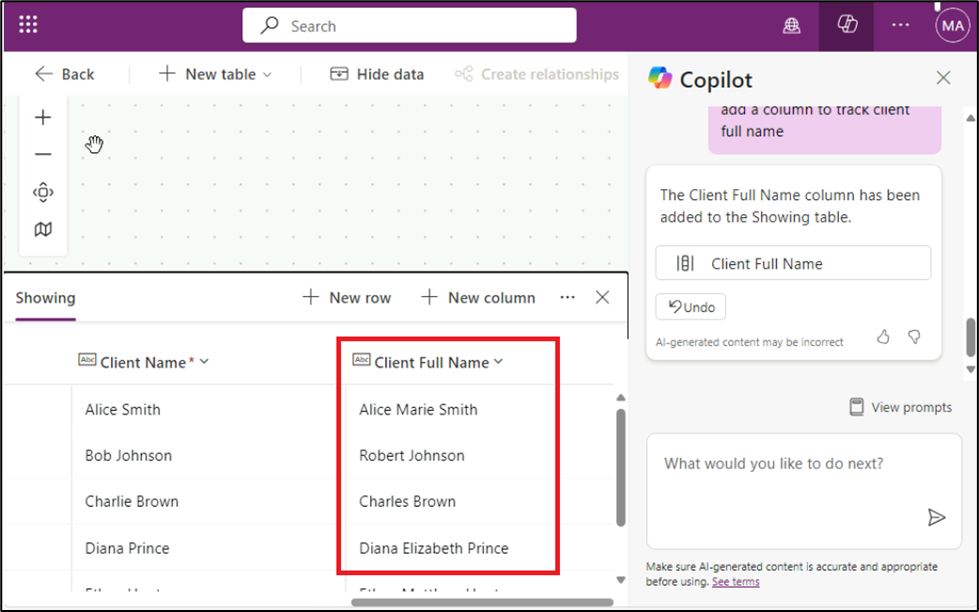 Search
MA
Back
New table
Hide data
Create relationships
Copilot
add a column to track client
full name
The Client Full Name column has been
added to the Showing table.
Client Full Name
Undo
AI-generated content may be incorrect
View prompts
What would you like to do next?
Make sure AI-generated content is accurate and appropriate
before using. See terms
Showing
New row
New column
Abc Client Name*
Abc Client Full Name
Alice Smith
Alice Marie Smith
Bob Johnson
Robert Johnson
Charlie Brown
Charles Brown
Diana Prince
Diana Elizabeth Prince